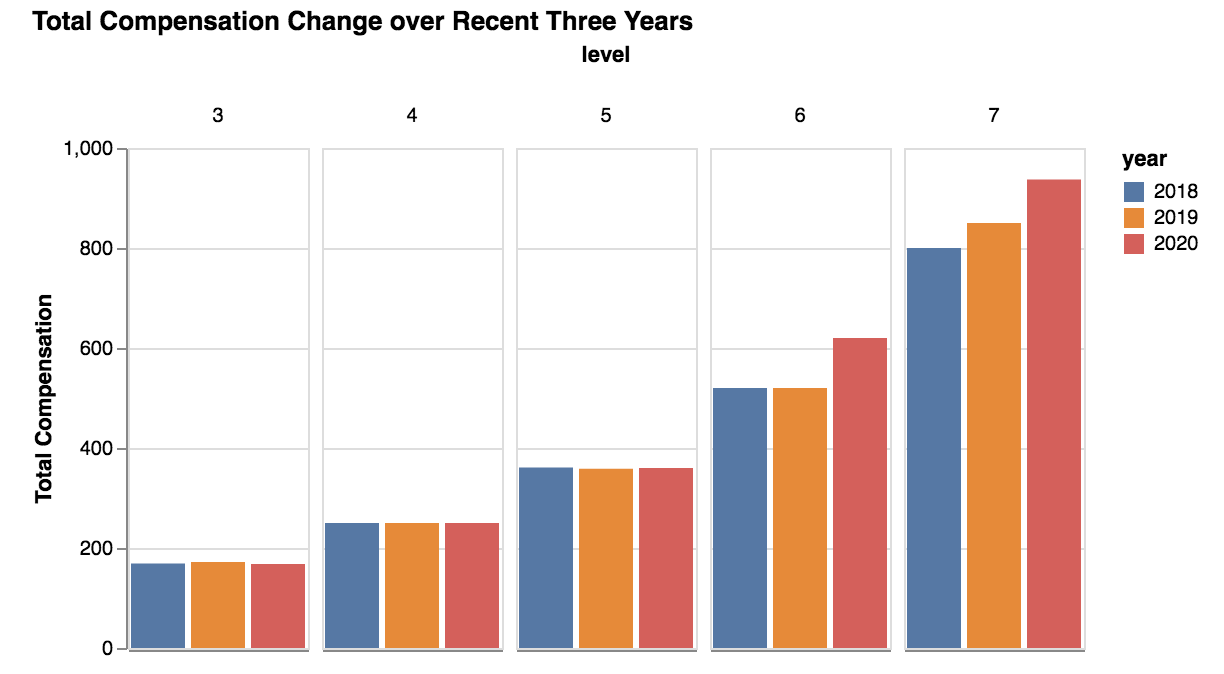 Total Compensation Change over Recent Three Years
level
3 4 5 6 7
1,000
800
600
400
200
0
Total Compensation
year
2018
2019
2020